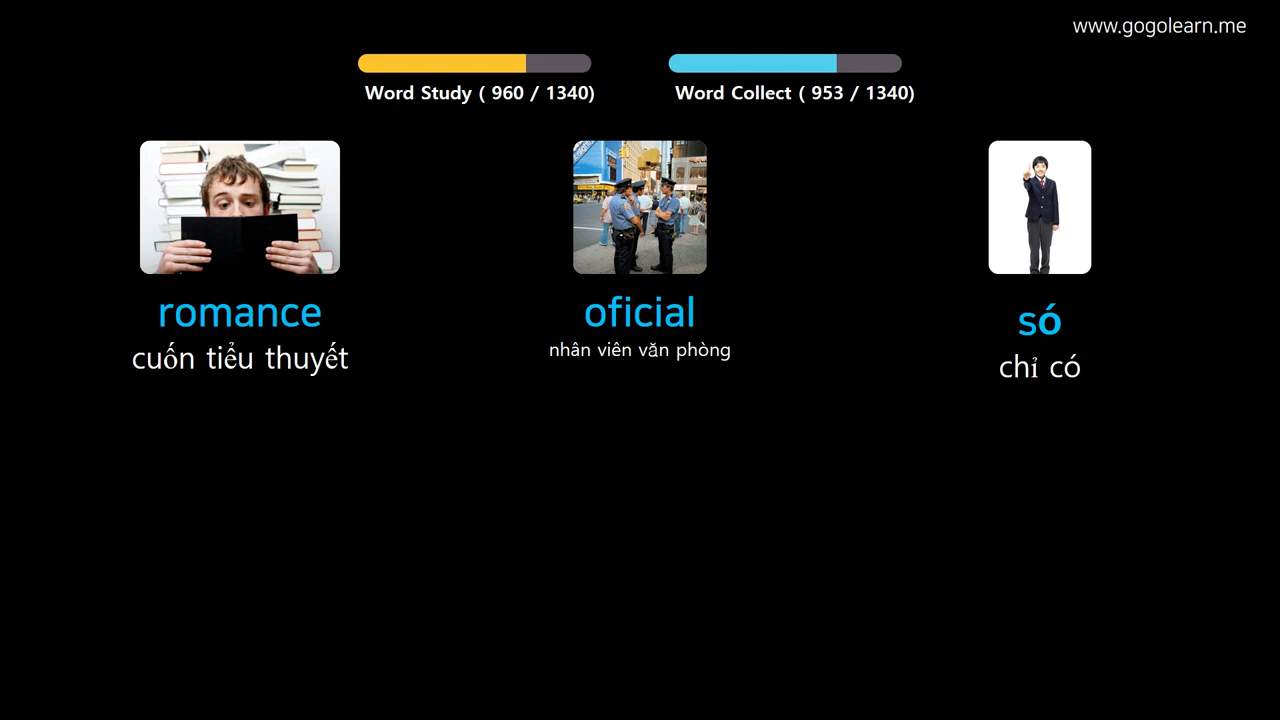 www.gogolearn.me
Word Study ( 960 / 1340)
Word Collect ( 953 / 1340)
romance
cuốn tiểu thuyết
oficial
nhân viên văn phòng
só
chỉ có